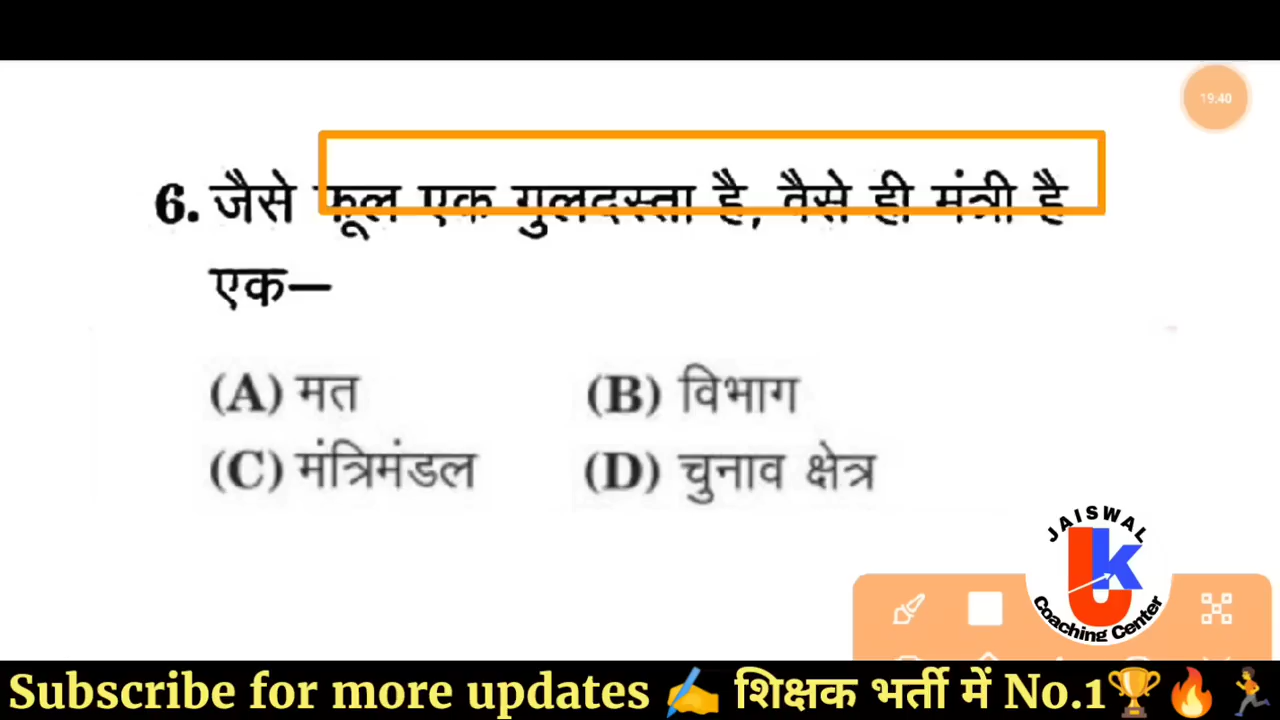 19:40
6. जैसे फूल एक गुलदस्ता है, वैसे ही मंत्री है
एक—
(A) मत (B) विभाग
(C) मंत्रिमंडल (D) चुनाव क्षेत्र
JAISWAL
UK
Coaching Center
Subscribe for more updates ✍️ शिक्षक भर्ती में No.1🏆🔥🏃